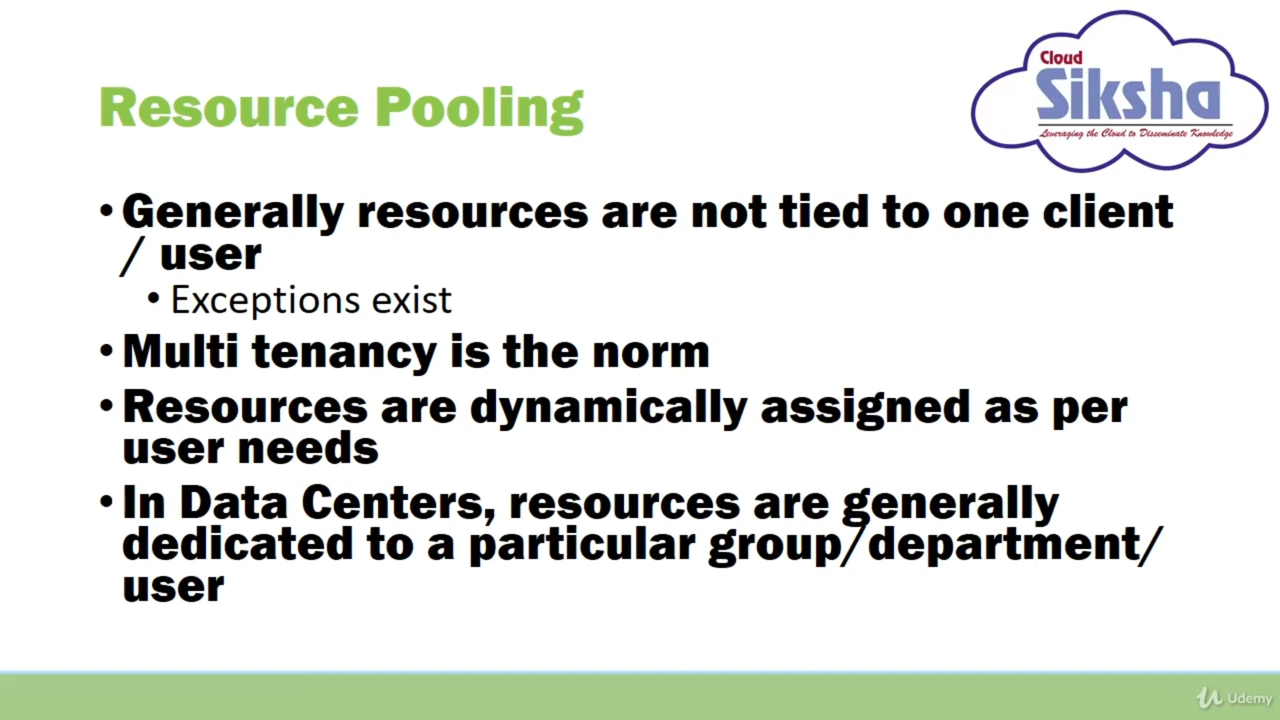 Cloud
Siksha
Leveraging the Cloud to Disseminate Knowledge
Resource Pooling
• Generally resources are not tied to one client
/ user
• Exceptions exist
• Multi tenancy is the norm
• Resources are dynamically assigned as per
user needs
• In Data Centers, resources are generally
dedicated to a particular group/department/
user
Udemy